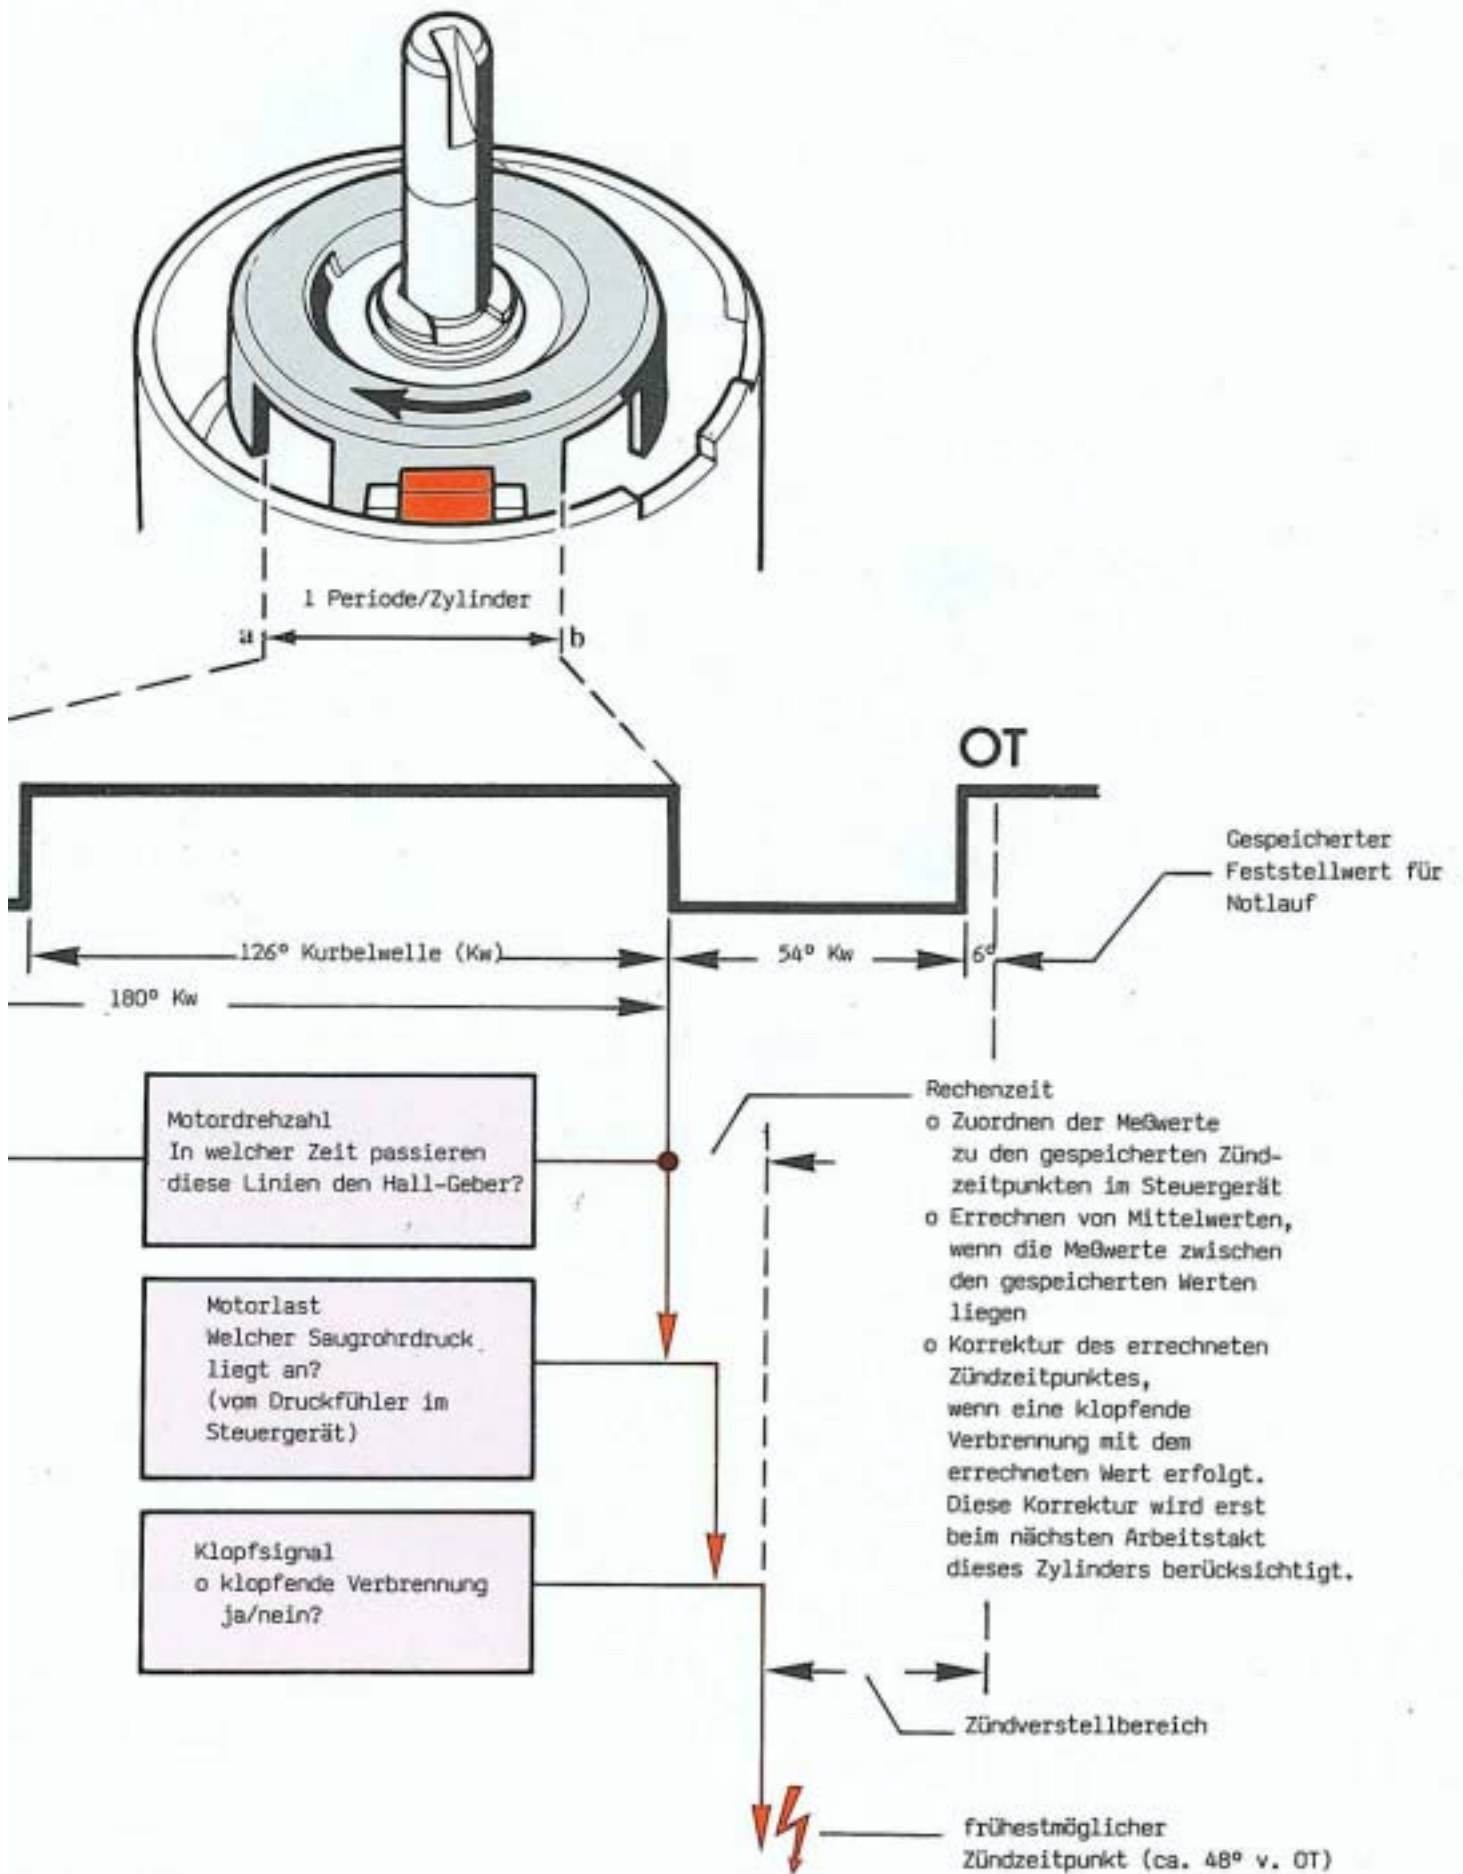 1 Periode/Zylinder
a
b
OT
Gespeicherter
Feststellwert für
Notlauf
126° Kurbelwelle (Kw)
54° Kw
6°
180° Kw
Motordrehzahl
In welcher Zeit passieren
diese Linien den Hall-Geber?
Motorlast
Welcher Saugrohrdruck
liegt an?
(vom Druckfühler im
Steuergerät)
Klopfsignal
o klopfende Verbrennung
ja/nein?
Rechenzeit
o Zuordnen der Meßwerte
zu den gespeicherten Zünd-
zeitpunkten im Steuergerät
o Errechnen von Mittelwerten,
wenn die Meßwerte zwischen
den gespeicherten Werten
liegen
o Korrektur des errechneten
Zündzeitpunktes,
wenn eine klopfende
Verbrennung mit dem
errechneten Wert erfolgt.
Diese Korrektur wird erst
beim nächsten Arbeitstakt
dieses Zylinders berücksichtigt.
Zündverstellbereich
frühestmöglicher
Zündzeitpunkt (ca. 48° v. OT)